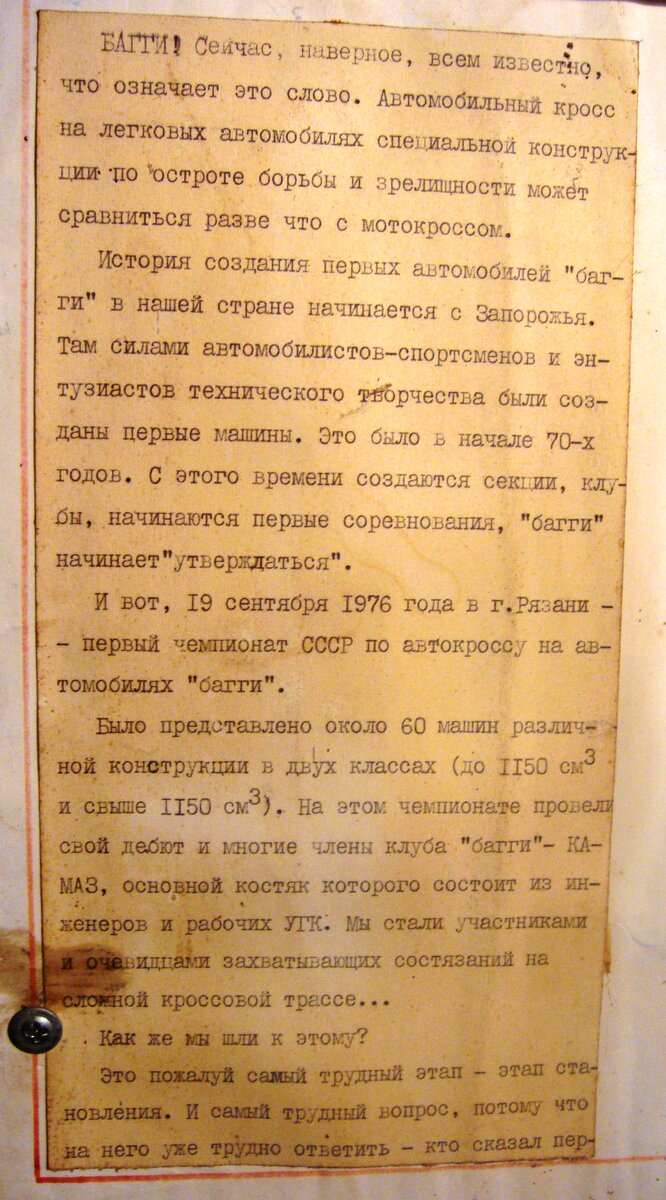 БАГГИ! Сейчас, наверное, всем известно,
что означает это слово. Автомобильный кросс
на легковых автомобилях специальной конструк-
ции по остроте борьбы и зрелищности может
сравниться разве что с мотокроссом.
История создания первых автомобилей "баг-
ги" в нашей стране начинается с Запорожья.
Там силами автомобилистов-спортсменов и эн-
тузиастов технического творчества были соз-
даны первые машины. Это было в начале 70-х
годов. С этого времени создаются секции, клу-
бы, начинаются первые соревнования, "багги"
начинает "утверждаться".
И вот, 19 сентября 1976 года в г.Рязани -
- первый чемпионат СССР по автокроссу на ав-
томобилях "багги".
Было представлено около 60 машин различ-
ной конструкции в двух классах (до 1150 см³
и свыше 1150 см³). На этом чемпионате провели
свой дебют и многие члены клуба "багги"- КА-
МАЗ, основной костяк которого состоит из ин-
женеров и рабочих УГК. Мы стали участниками
и очевидцами захватывающих состязаний на
сложной кроссовой трассе...
Как же мы шли к этому?
Это пожалуй самый трудный этап - этап ста-
новления. И самый трудный вопрос, потому что
на него уже трудно ответить - кто сказал пер-